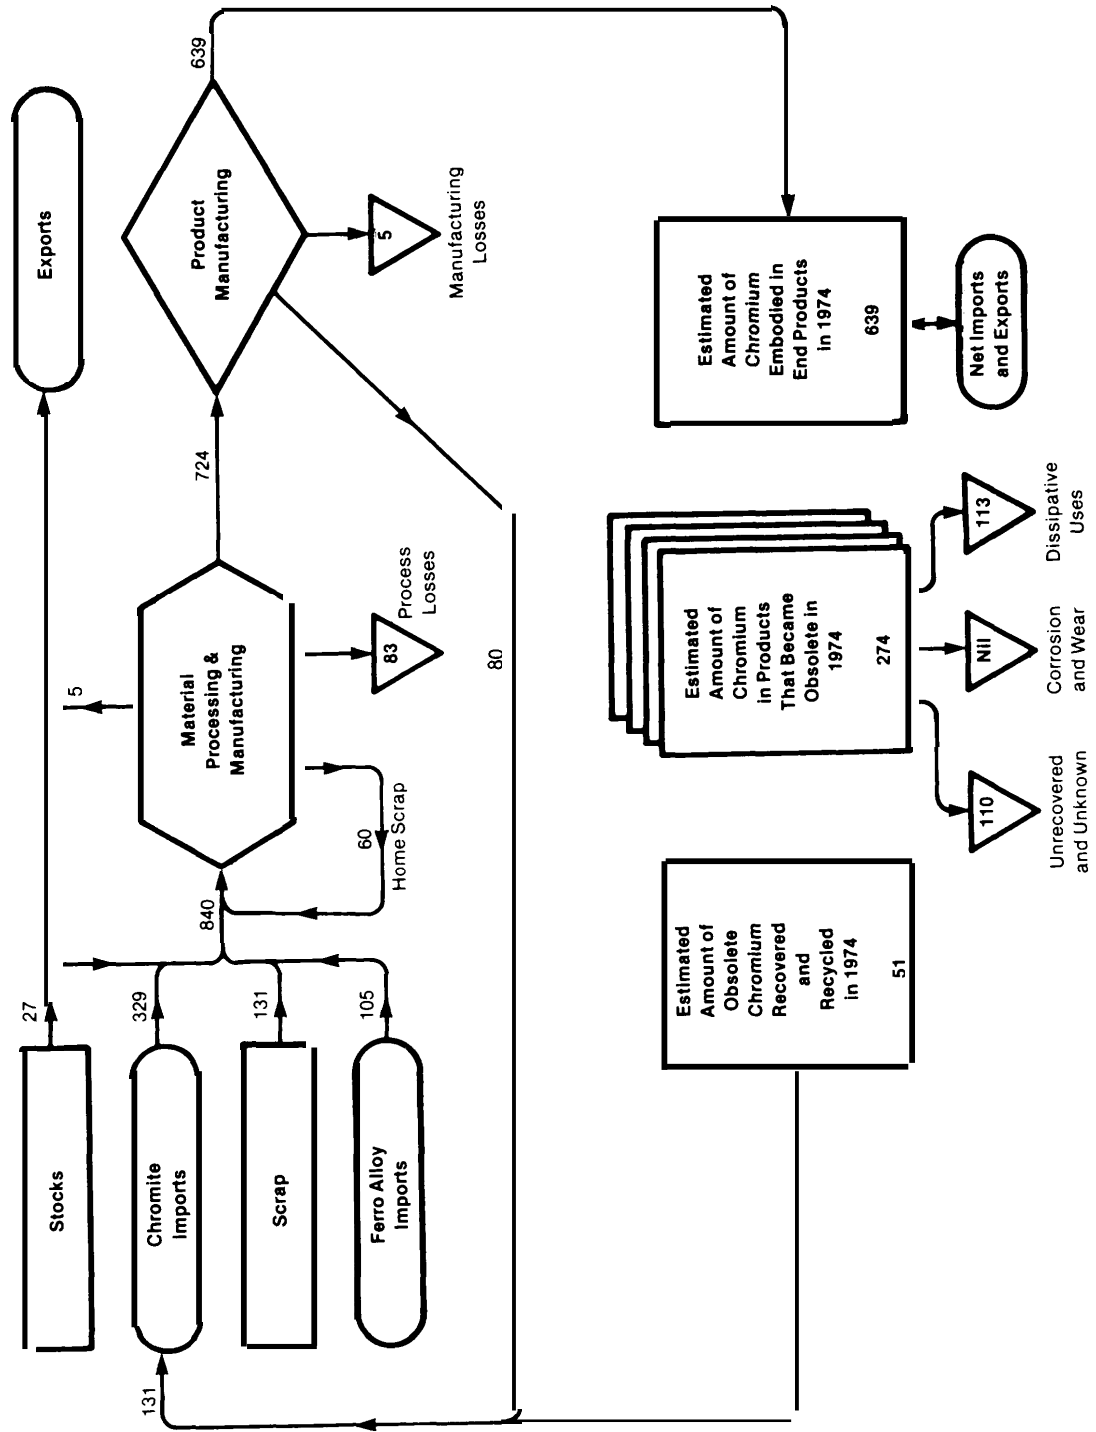 Stocks
27
Exports
Chromite
Imports
329
131
Scrap
131
Ferro Alloy
Imports
105
840
Material
Processing &
Manufacturing
5
60
Home Scrap
83
Process
Losses
724
Product
Manufacturing
639
5
Manufacturing
Losses
80
Estimated
Amount of
Obsolete
Chromium
Recovered
and
Recycled
in 1974
51
Estimated
Amount of
Chromium
in Products
That Became
Obsolete in
1974
274
110
Unrecovered
and Unknown
Nil
Corrosion
and Wear
113
Dissipative
Uses
Estimated
Amount of
Chromium
Embodied in
End Products
in 1974
639
Net Imports
and Exports